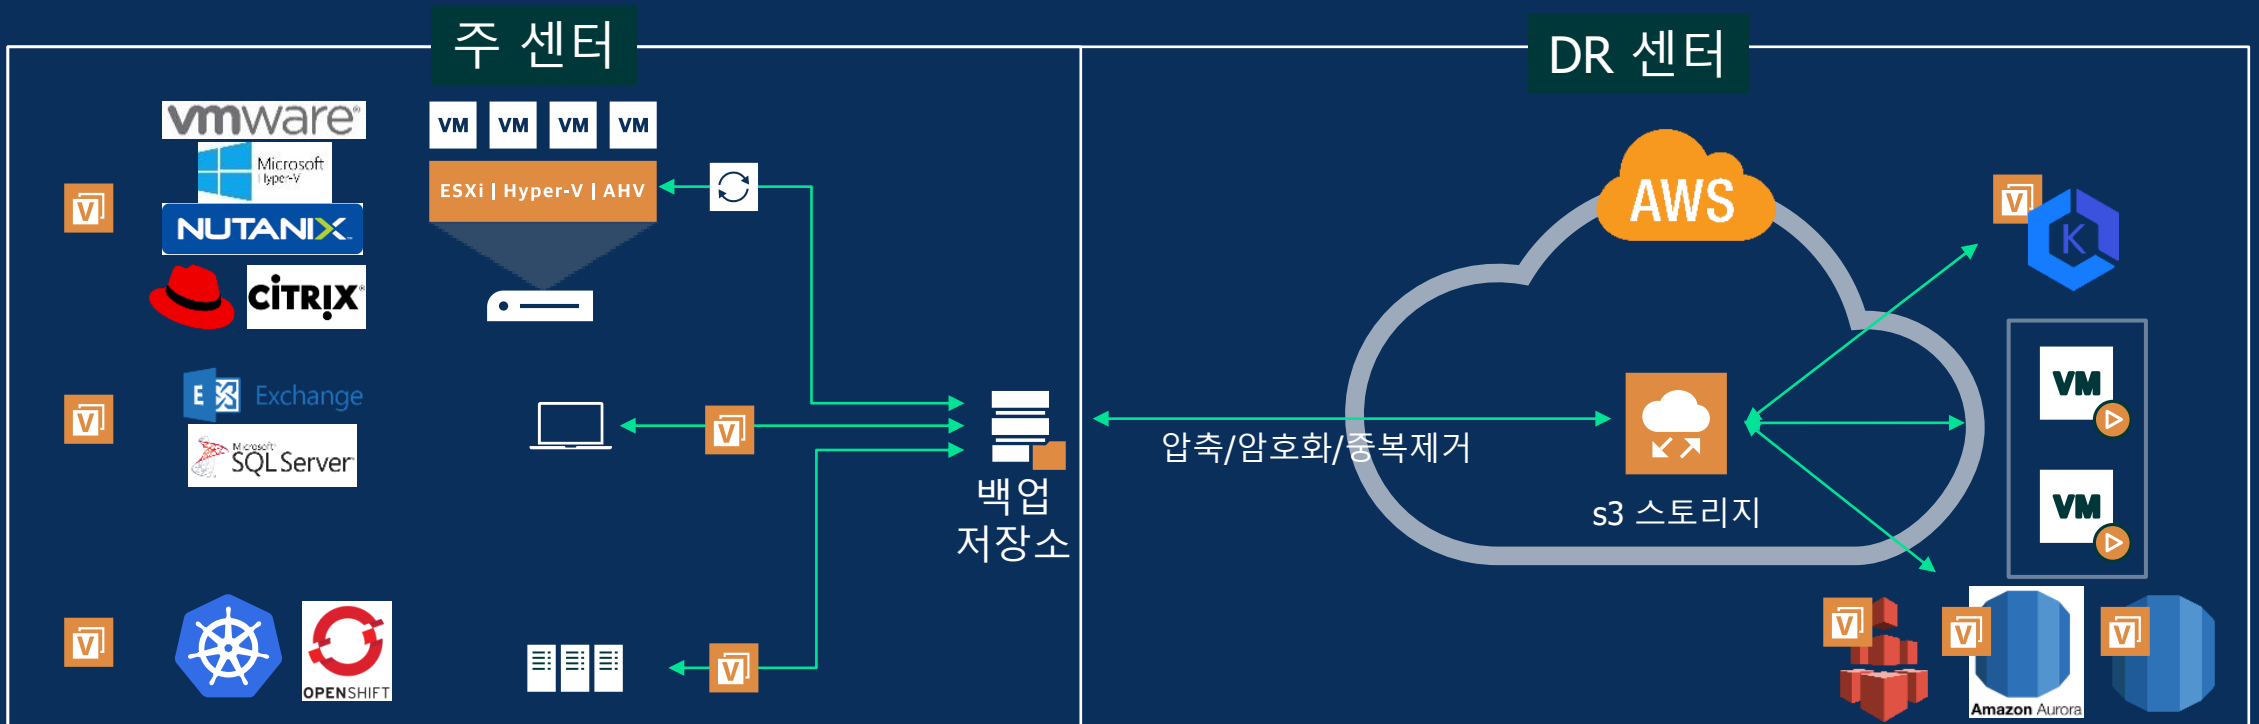 주 센터
DR 센터
vmware®
VM VM VM VM
Microsoft
Hyper-V
ESXi | Hyper-V | AHV
AWS
V
V
NUTANIX
K
CITRIX®
VM
E Exchange
V
V
Microsoft®
SQL Server®
압축/암호화/중복제거
백업
저장소
s3 스토리지
VM
V
OPENSHIFT
V
V
V
V
Amazon Aurora